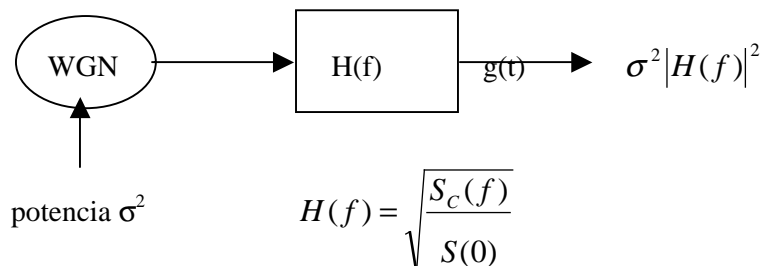 WGN H(f) g(t) σ²|H(f)|²
potencia σ² H(f) = √(S_C(f) / S(0))